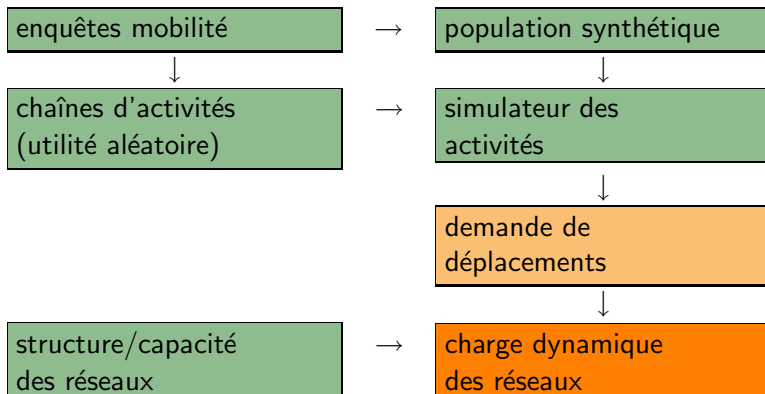 enquêtes mobilité → population synthétique
↓ ↓
chaînes d'activités
(utilité aléatoire) → simulateur des
activités
↓
demande de
déplacements
↓
structure/capacité
des réseaux → charge dynamique
des réseaux